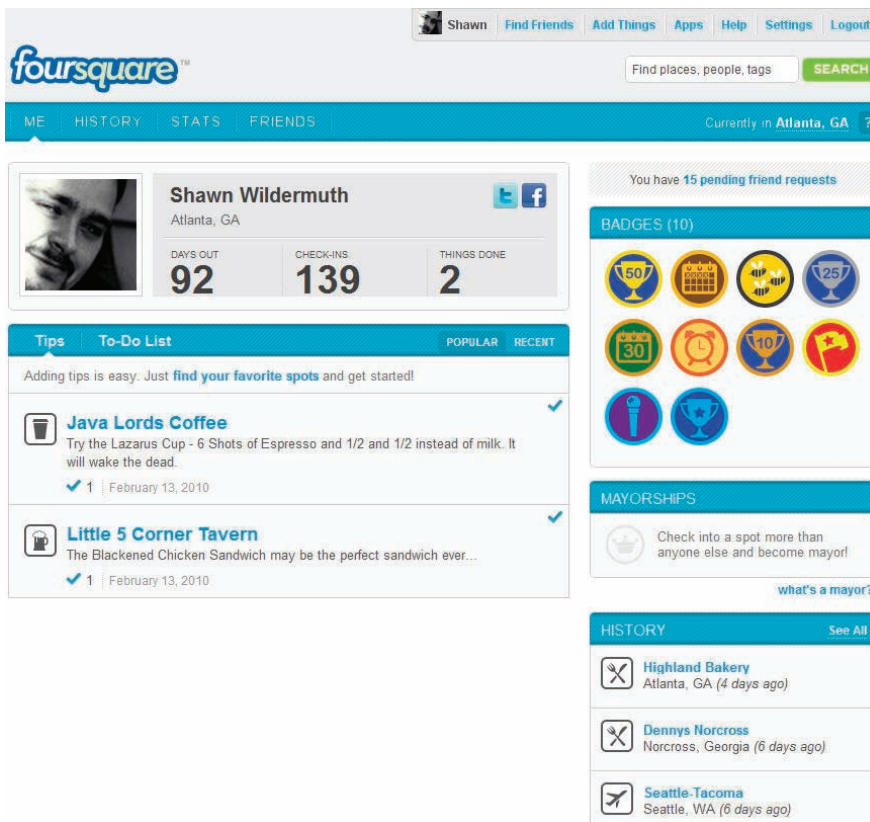 Shawn Find Friends Add Things Apps Help Settings Logout
foursquare™
Find places, people, tags SEARCH
ME HISTORY STATS FRIENDS
Currently in Atlanta, GA ?
Shawn Wildermuth
Atlanta, GA
DAYS OUT CHECK-INS THINGS DONE
92 139 2
Tips To-Do List POPULAR RECENT
Adding tips is easy. Just find your favorite spots and get started!
Java Lords Coffee
Try the Lazarus Cup - 6 Shots of Espresso and 1/2 and 1/2 instead of milk. It
will wake the dead.
1 February 13, 2010
Little 5 Corner Tavern
The Blackened Chicken Sandwich may be the perfect sandwich ever...
1 February 13, 2010
You have 15 pending friend requests
BADGES (10)
50
25
30
10
MAYORSHIPS
Check into a spot more than
anyone else and become mayor!
what's a mayor?
HISTORY See All
Highland Bakery
Atlanta, GA (4 days ago)
Dennys Norcross
Norcross, Georgia (6 days ago)
Seattle-Tacoma
Seattle, WA (6 days ago)